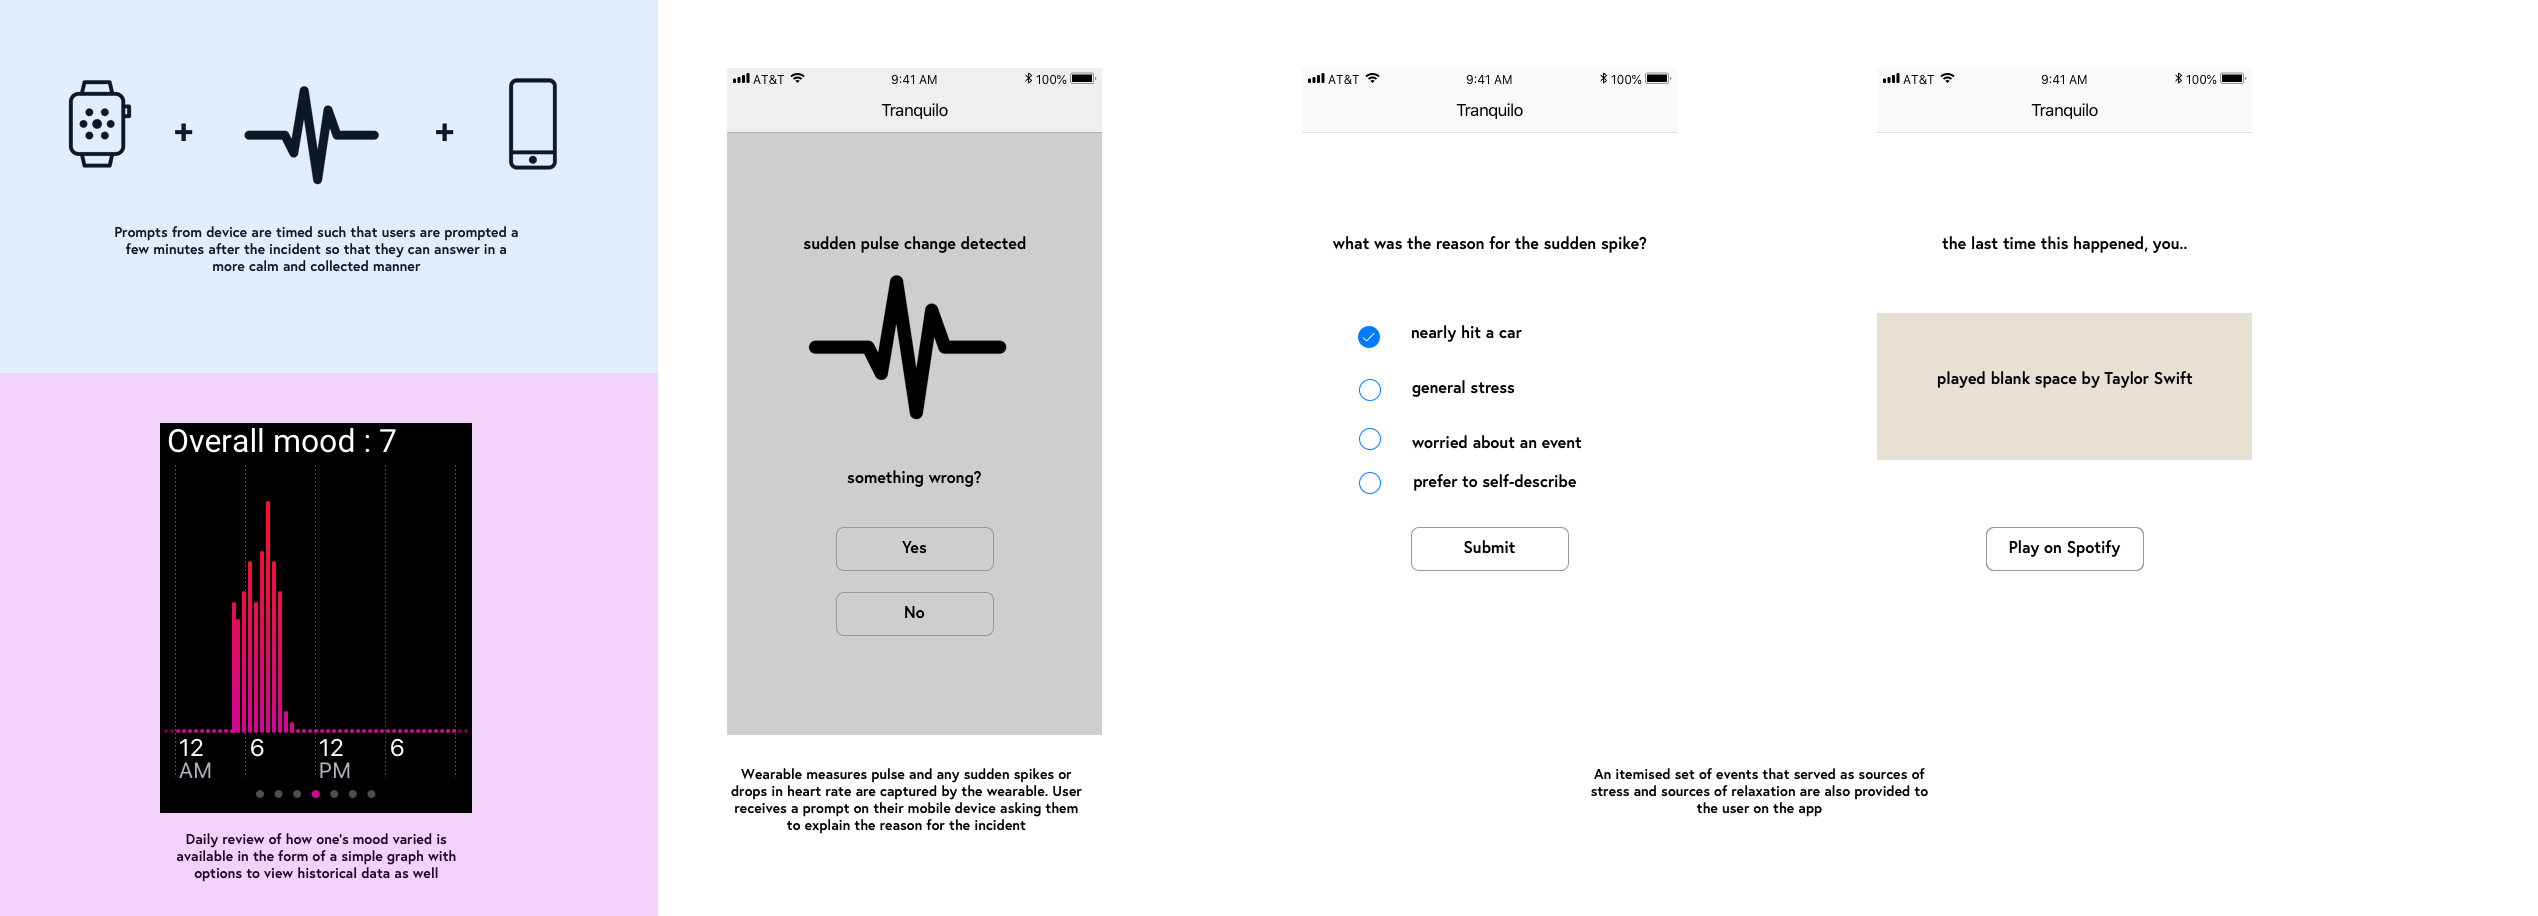 +
+
Prompts from device are timed such that users are prompted a
few minutes after the incident so that they can answer in a
more calm and collected manner
Overall mood : 7
12 6 12 6
AM PM
Daily review of how one's mood varied is
available in the form of a simple graph with
options to view historical data as well
AT&T 9:41 AM 100%
Tranquilo
sudden pulse change detected
something wrong?
Yes
No
Wearable measures pulse and any sudden spikes or
drops in heart rate are captured by the wearable. User
receives a prompt on their mobile device asking them
to explain the reason for the incident
AT&T 9:41 AM 100%
Tranquilo
what was the reason for the sudden spike?
nearly hit a car
general stress
worried about an event
prefer to self-describe
Submit
AT&T 9:41 AM 100%
Tranquilo
the last time this happened, you..
played blank space by Taylor Swift
Play on Spotify
An itemised set of events that served as sources of
stress and sources of relaxation are also provided to
the user on the app